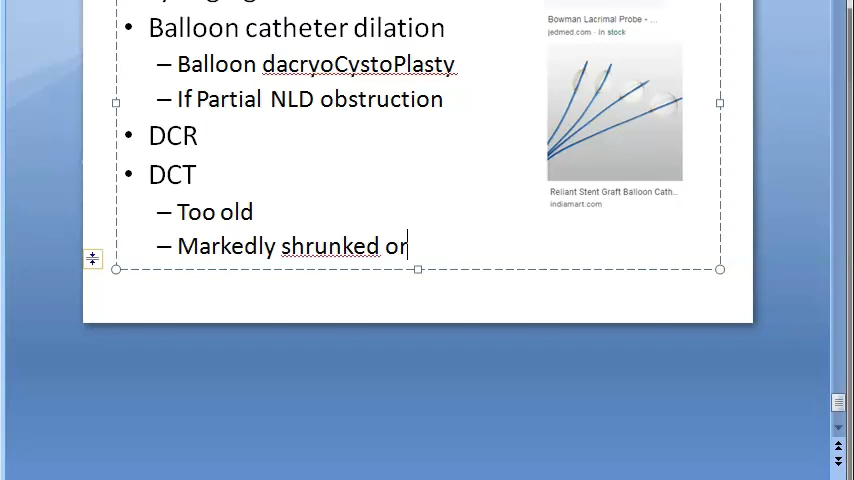 • Balloon catheter dilation
– Balloon dacryoCystoPlasty
– If Partial NLD obstruction
• DCR
• DCT
– Too old
– Markedly shrunked or
Bowman Lacrimal Probe - ...
jedmed.com · In stock
Reliant Stent Graft Balloon Cath...
indiamart.com